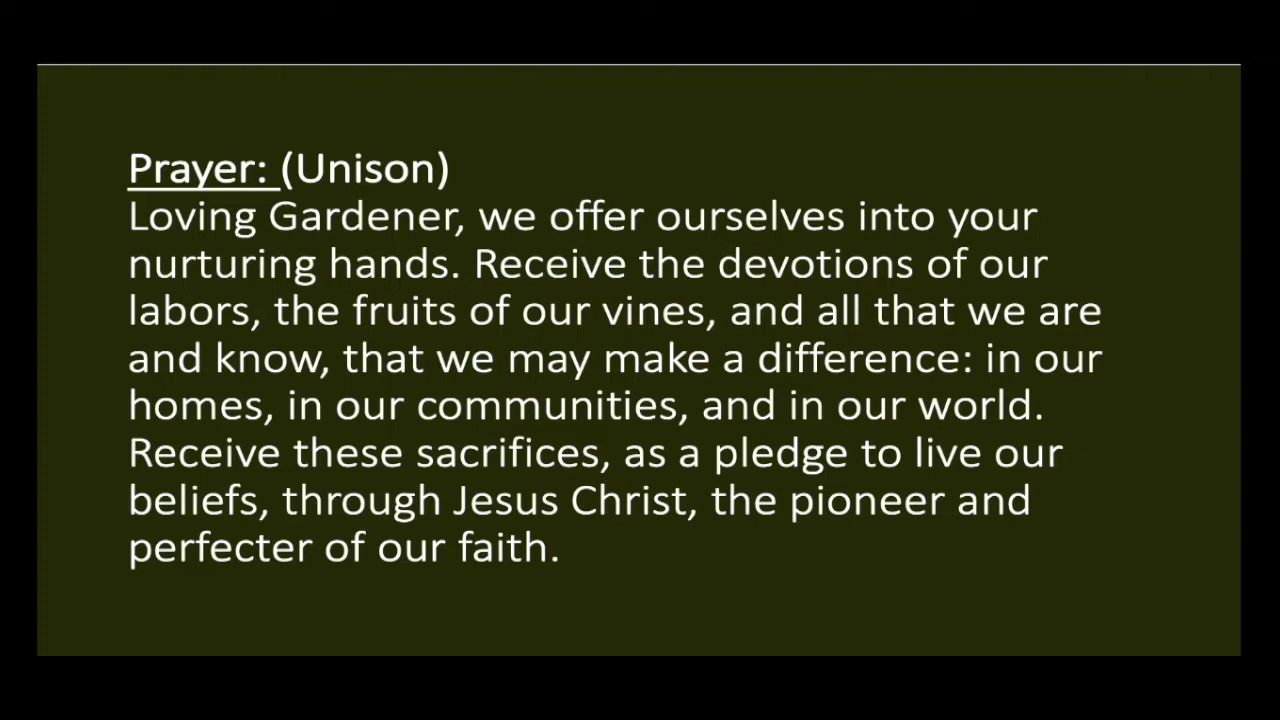 Prayer: (Unison)
Loving Gardener, we offer ourselves into your
nurturing hands. Receive the devotions of our
labors, the fruits of our vines, and all that we are
and know, that we may make a difference: in our
homes, in our communities, and in our world.
Receive these sacrifices, as a pledge to live our
beliefs, through Jesus Christ, the pioneer and
perfecter of our faith.